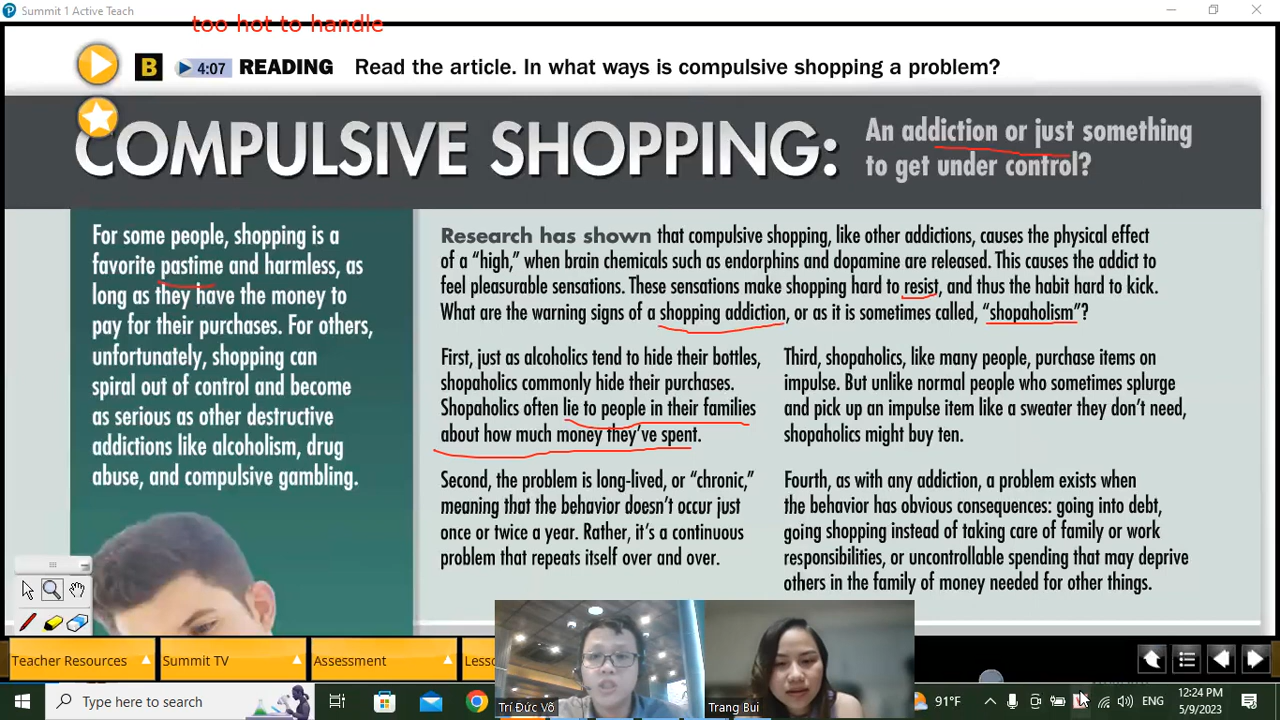 Summit 1 Active Teach
too hot to handle
B 4:07 READING Read the article. In what ways is compulsive shopping a problem?
COMPULSIVE SHOPPING:
An addiction or just something
to get under control?
For some people, shopping is a
favorite pastime and harmless, as
long as they have the money to
pay for their purchases. For others,
unfortunately, shopping can
spiral out of control and become
as serious as other destructive
addictions like alcoholism, drug
abuse, and compulsive gambling.
Research has shown that compulsive shopping, like other addictions, causes the physical effect
of a “high,” when brain chemicals such as endorphins and dopamine are released. This causes the addict to
feel pleasurable sensations. These sensations make shopping hard to resist, and thus the habit hard to kick.
What are the warning signs of a shopping addiction, or as it is sometimes called, “shopaholism”?
First, just as alcoholics tend to hide their bottles,
shopaholics commonly hide their purchases.
Shopaholics often lie to people in their families
about how much money they’ve spent.
Second, the problem is long-lived, or “chronic,”
meaning that the behavior doesn’t occur just
once or twice a year. Rather, it’s a continuous
problem that repeats itself over and over.
Third, shopaholics, like many people, purchase items on
impulse. But unlike normal people who sometimes splurge
and pick up an impulse item like a sweater they don’t need,
shopaholics might buy ten.
Fourth, as with any addiction, a problem exists when
the behavior has obvious consequences: going into debt,
going shopping instead of taking care of family or work
responsibilities, or uncontrollable spending that may deprive
others in the family of money needed for other things.
Teacher Resources
Summit TV
Assessment
Trí Đức Võ
Trang Bui
Type here to search
91°F
ENG
12:24 PM
5/9/2023